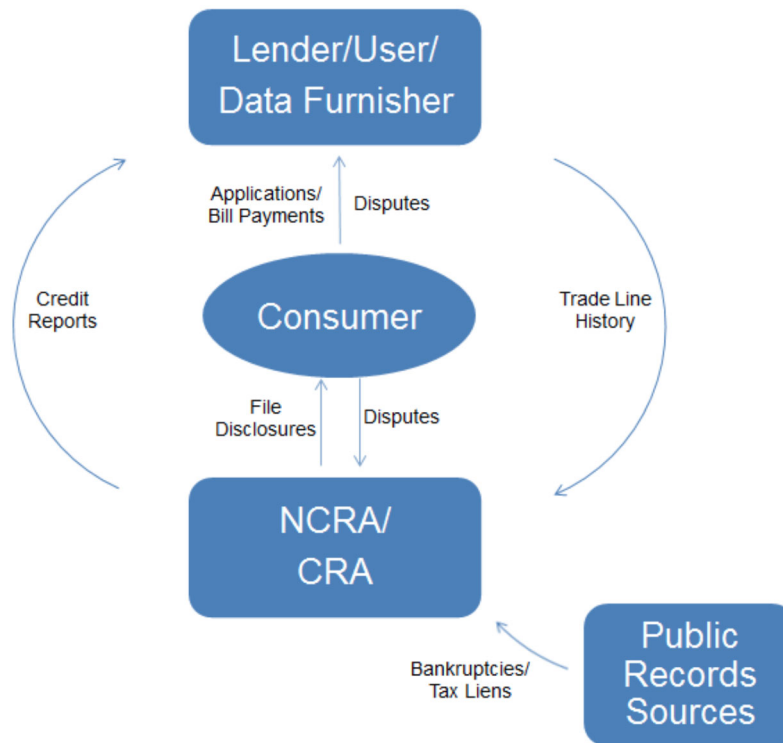 Lender/User/
Data Furnisher
Applications/
Bill Payments
Disputes
Credit
Reports
Consumer
Trade Line
History
File
Disclosures
Disputes
NCRA/
CRA
Bankruptcies/
Tax Liens
Public
Records
Sources